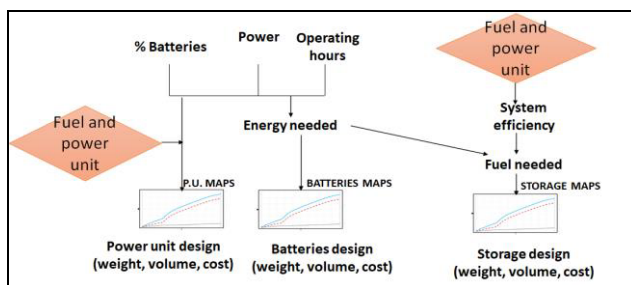 % Batteries
Power
Operating
hours
Fuel and
power
unit
Fuel and
power
unit
Energy needed
System
efficiency
Fuel needed
P.U. MAPS
BATTERIES MAPS
STORAGE MAPS
Power unit design
(weight, volume, cost)
Batteries design
(weight, volume, cost)
Storage design
(weight, volume, cost)